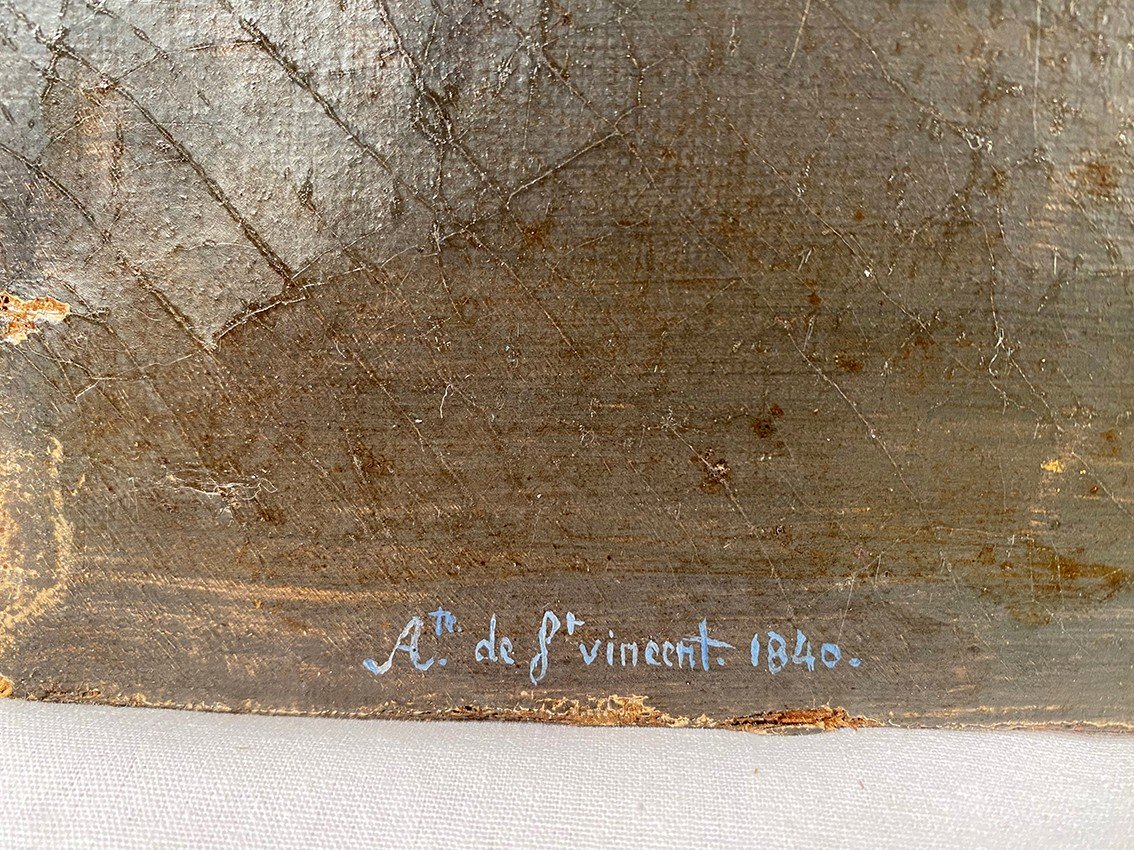 Ate. de St vincent. 1840.